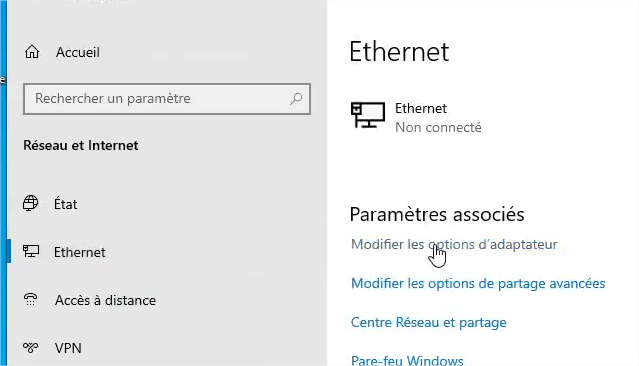 Accueil
Rechercher un paramètre
Réseau et Internet
État
Ethernet
Accès à distance
VPN
Ethernet
Ethernet
Non connecté
Paramètres associés
Modifier les options d'adaptateur
Modifier les options de partage avancées
Centre Réseau et partage
Pare-feu Windows